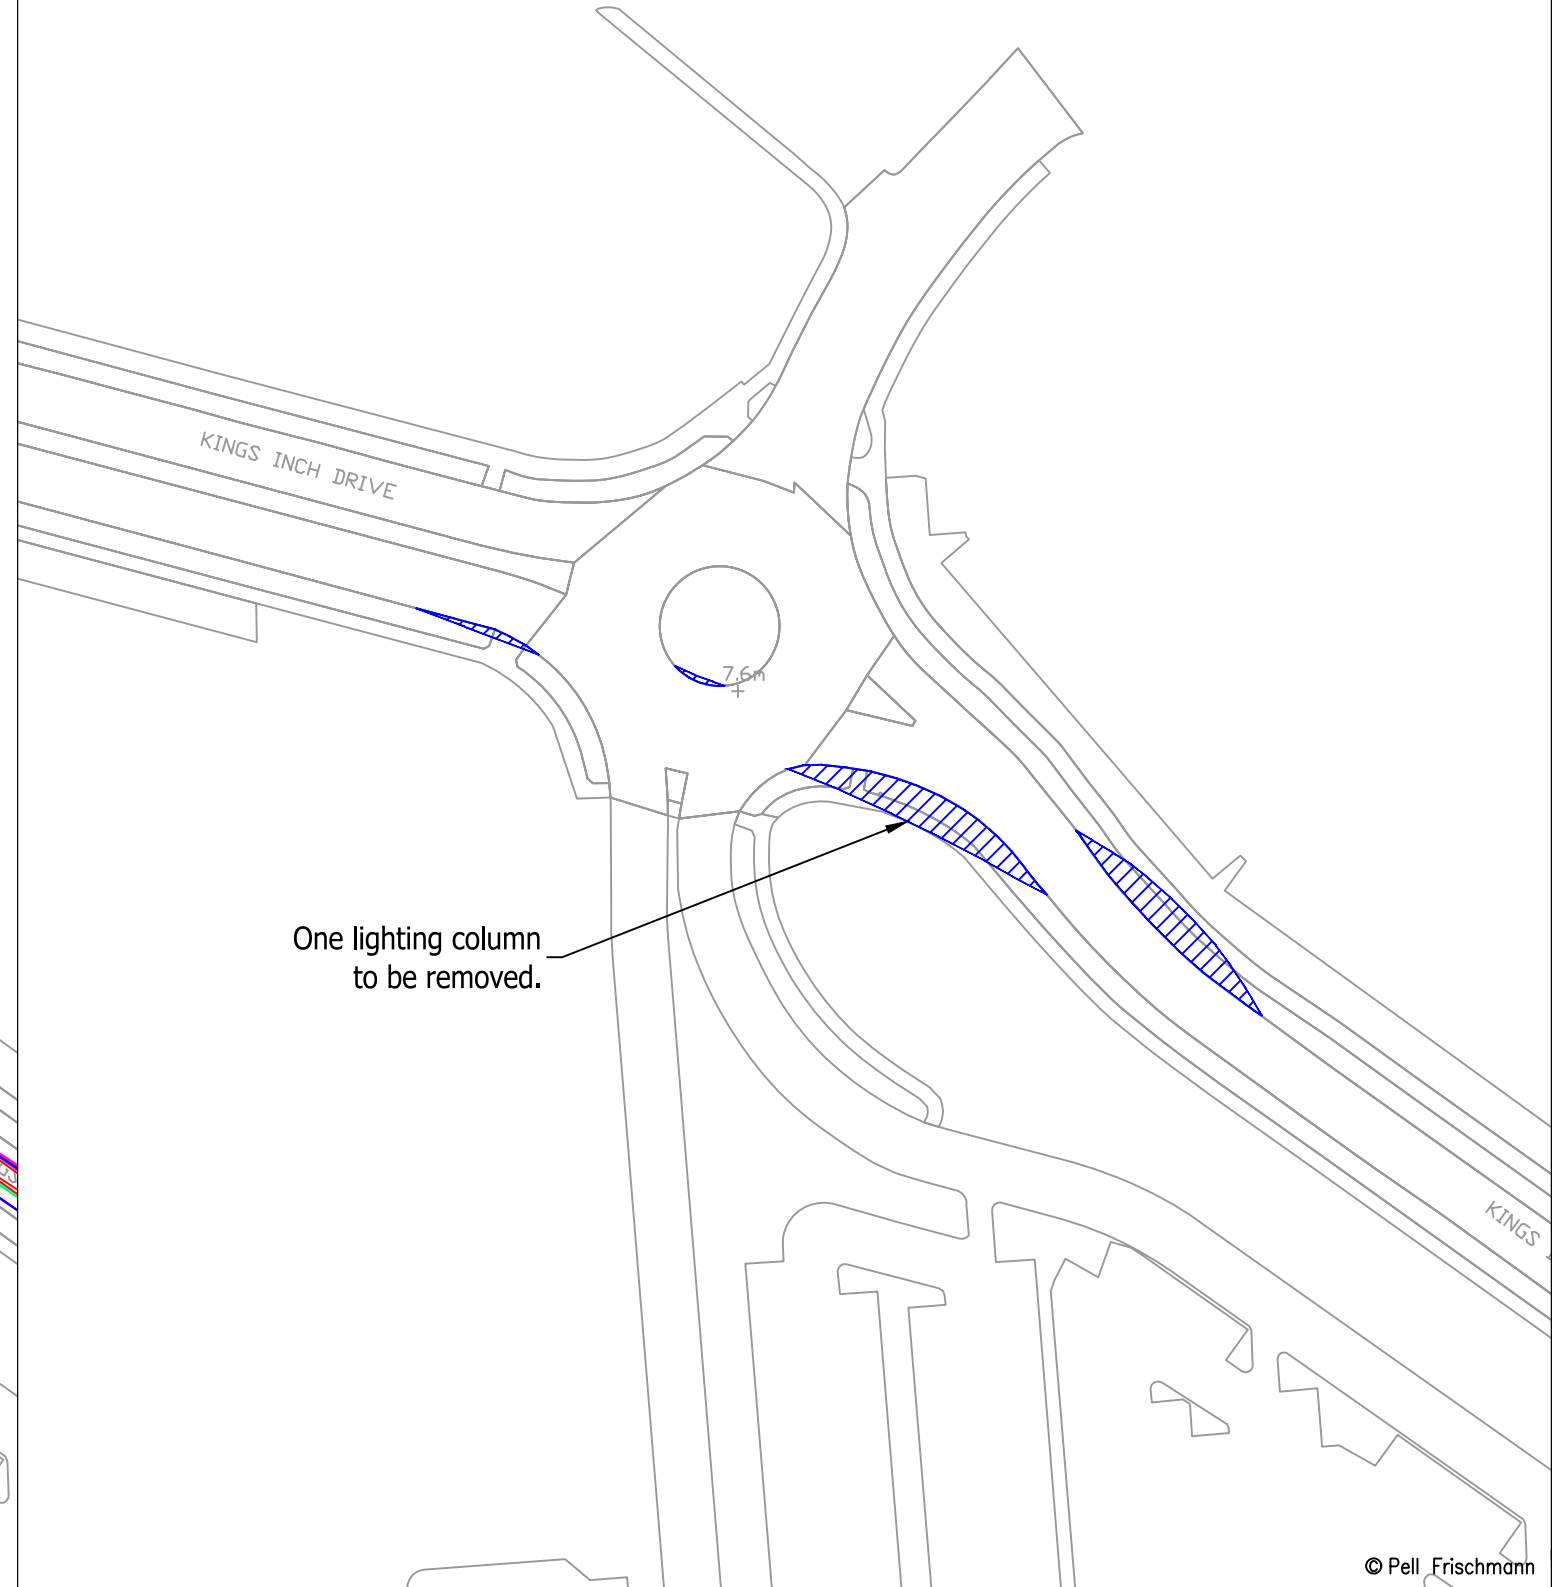 KINGS INCH DRIVE
7.6m
One lighting column
to be removed.
KINGS
© Pell Frischmann